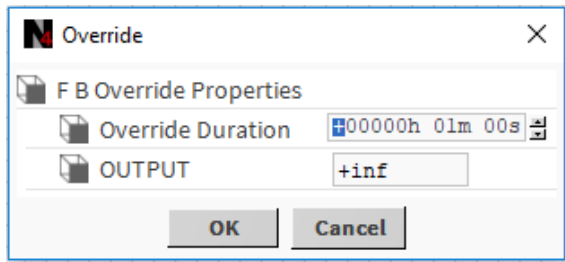 N4 Override
F B Override Properties
Override Duration +00000h 01m 00s
OUTPUT +inf
OK Cancel